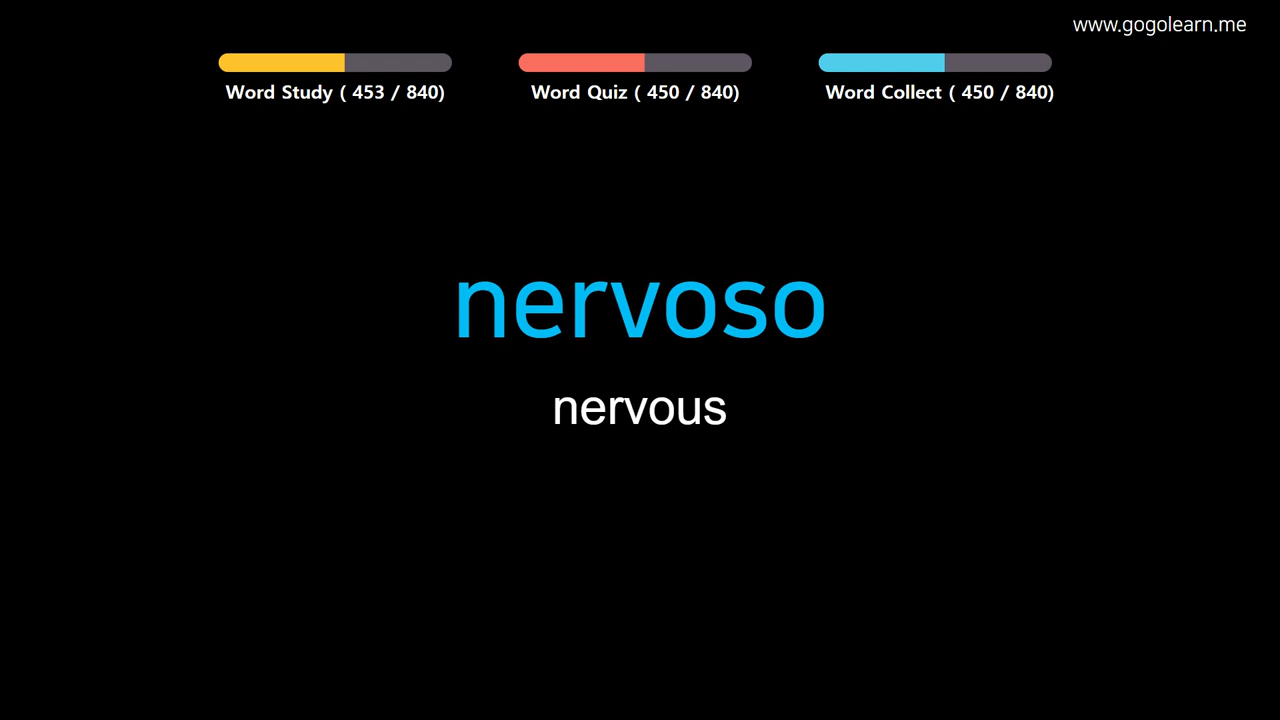 www.gogolearn.me
Word Study ( 453 / 840)
Word Quiz ( 450 / 840)
Word Collect ( 450 / 840)
nervoso
nervous